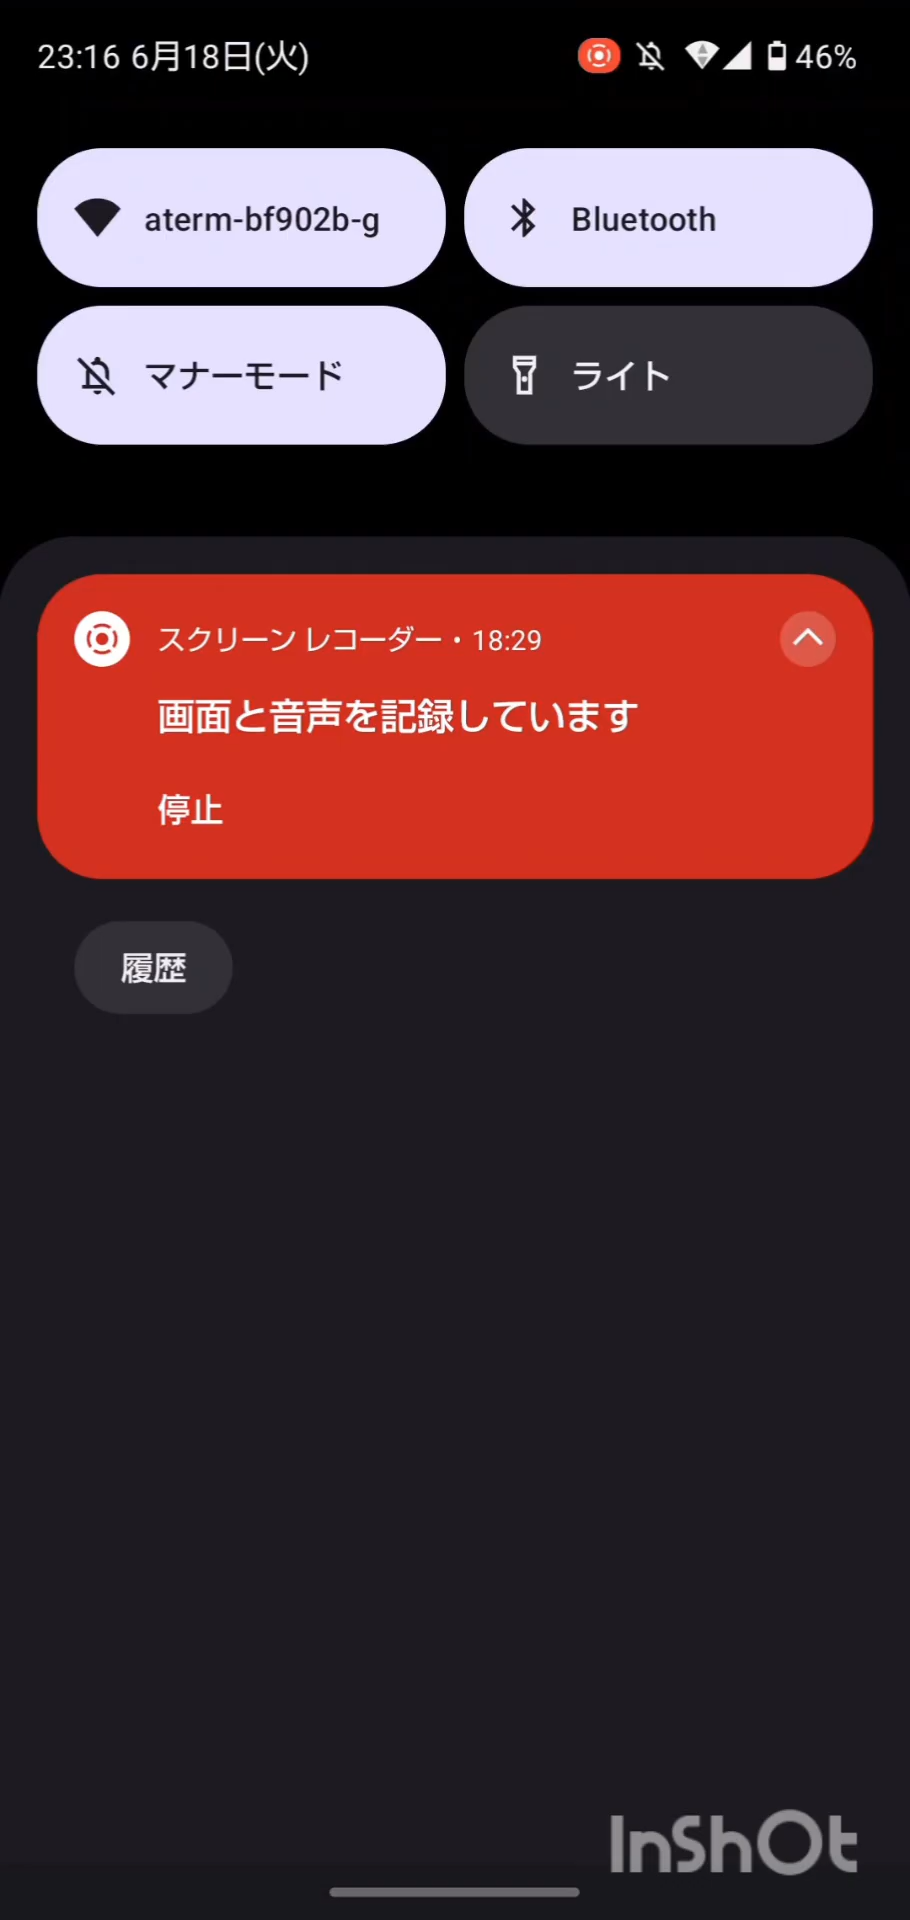 23:16 6月18日(火)
46%
aterm-bf902b-g
Bluetooth
マナーモード
ライト
スクリーン レコーダー・18:29
画面と音声を記録しています
停止
履歴
InShOt